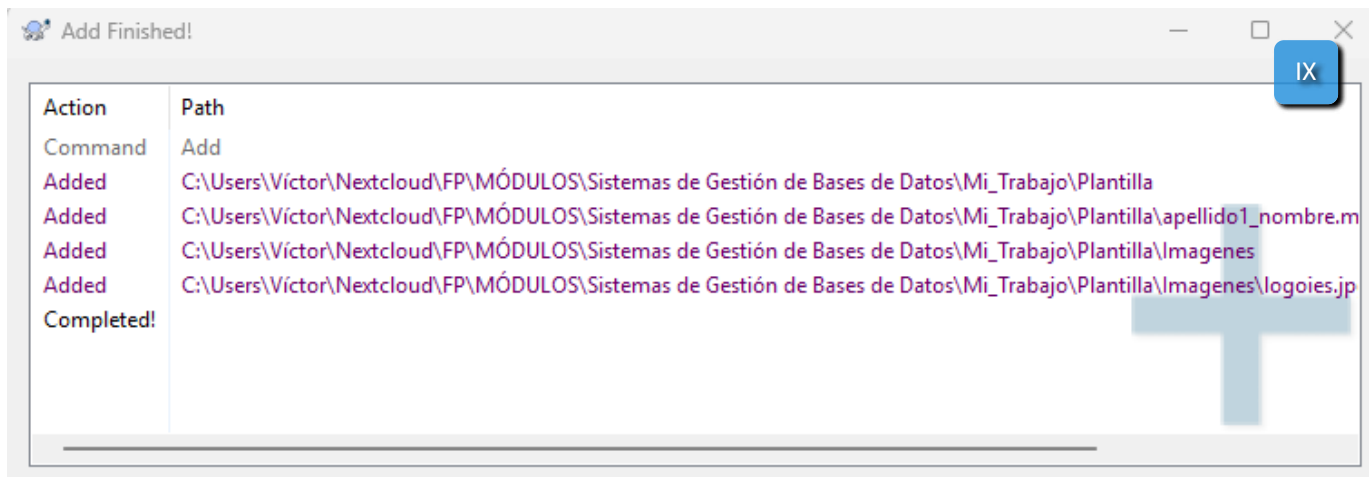 Add Finished!
IX
Action Path
Command Add
Added C:\Users\Víctor\Nextcloud\FP\MÓDULOS\Sistemas de Gestión de Bases de Datos\Mi_Trabajo\Plantilla
Added C:\Users\Víctor\Nextcloud\FP\MÓDULOS\Sistemas de Gestión de Bases de Datos\Mi_Trabajo\Plantilla\apellido1_nombre.m
Added C:\Users\Víctor\Nextcloud\FP\MÓDULOS\Sistemas de Gestión de Bases de Datos\Mi_Trabajo\Plantilla\Imagenes
Added C:\Users\Víctor\Nextcloud\FP\MÓDULOS\Sistemas de Gestión de Bases de Datos\Mi_Trabajo\Plantilla\Imagenes\logoies.jp
Completed!